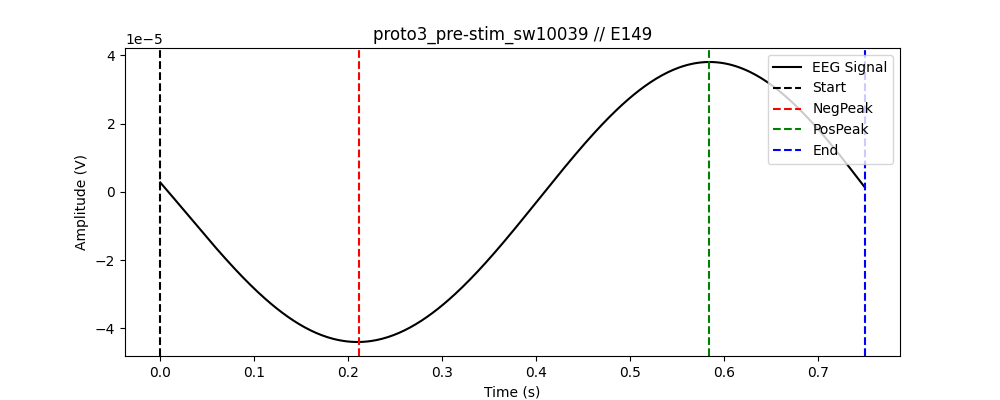 proto3_pre-stim_sw10039 // E149
1e−5
4
2
0
−2
−4
Amplitude (V)
EEG Signal
Start
NegPeak
PosPeak
End
0.0 0.1 0.2 0.3 0.4 0.5 0.6 0.7
Time (s)